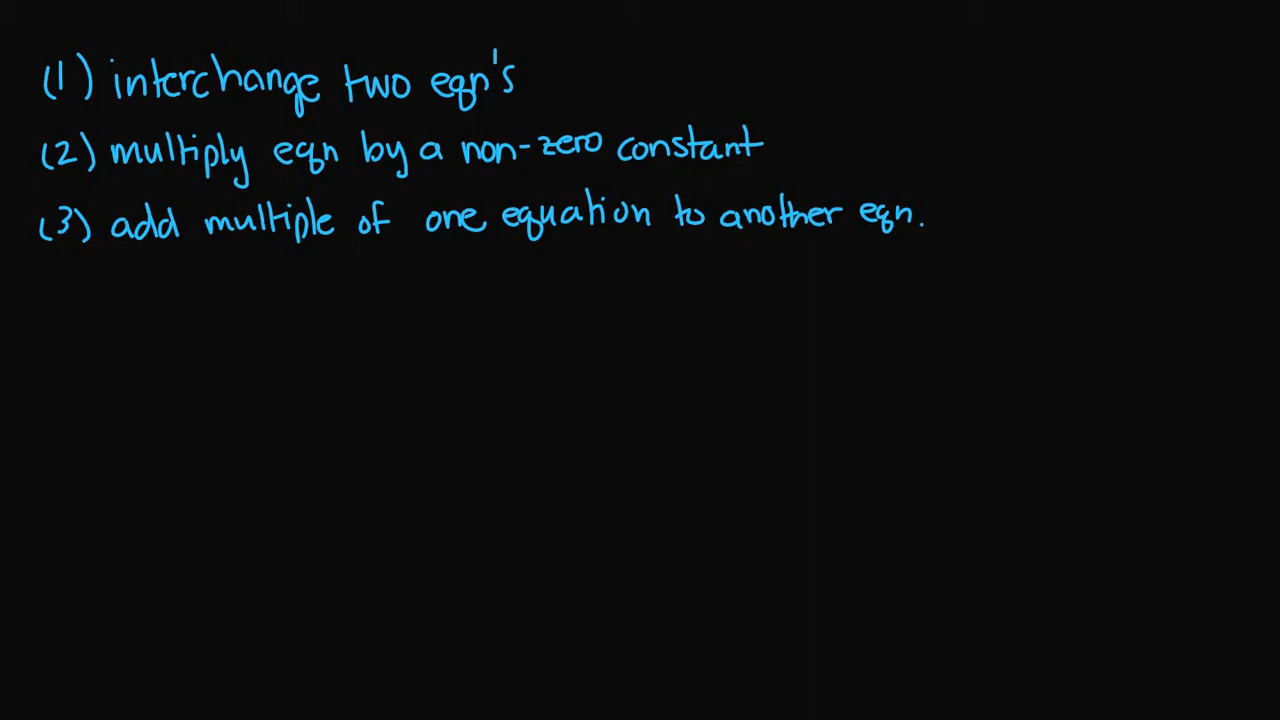 (1) interchange two eqn's
(2) multiply eqn by a non-zero constant
(3) add multiple of one equation to another eqn.